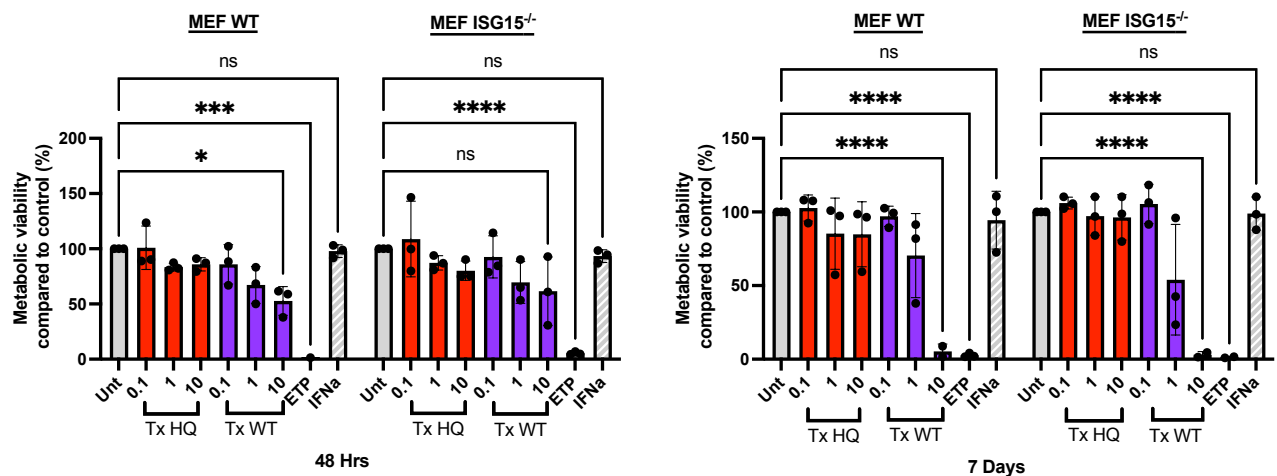 MEF WT
MEF ISG15-/-
ns
ns
***
****
*
ns
Metabolic viability
compared to control (%)
200
150
100
50
0
Unt
0.1
1
10
0.1
1
10
ETP
IFNa
Unt
0.1
1
10
0.1
1
10
ETP
IFNa
Tx HQ
Tx WT
Tx HQ
Tx WT
48 Hrs
MEF WT
MEF ISG15-/-
ns
ns
****
****
****
****
Metabolic viability
compared to control (%)
150
100
50
0
Unt
0.1
1
10
0.1
1
10
ETP
IFNa
Unt
0.1
1
10
0.1
1
10
ETP
IFNa
Tx HQ
Tx WT
Tx HQ
Tx WT
7 Days